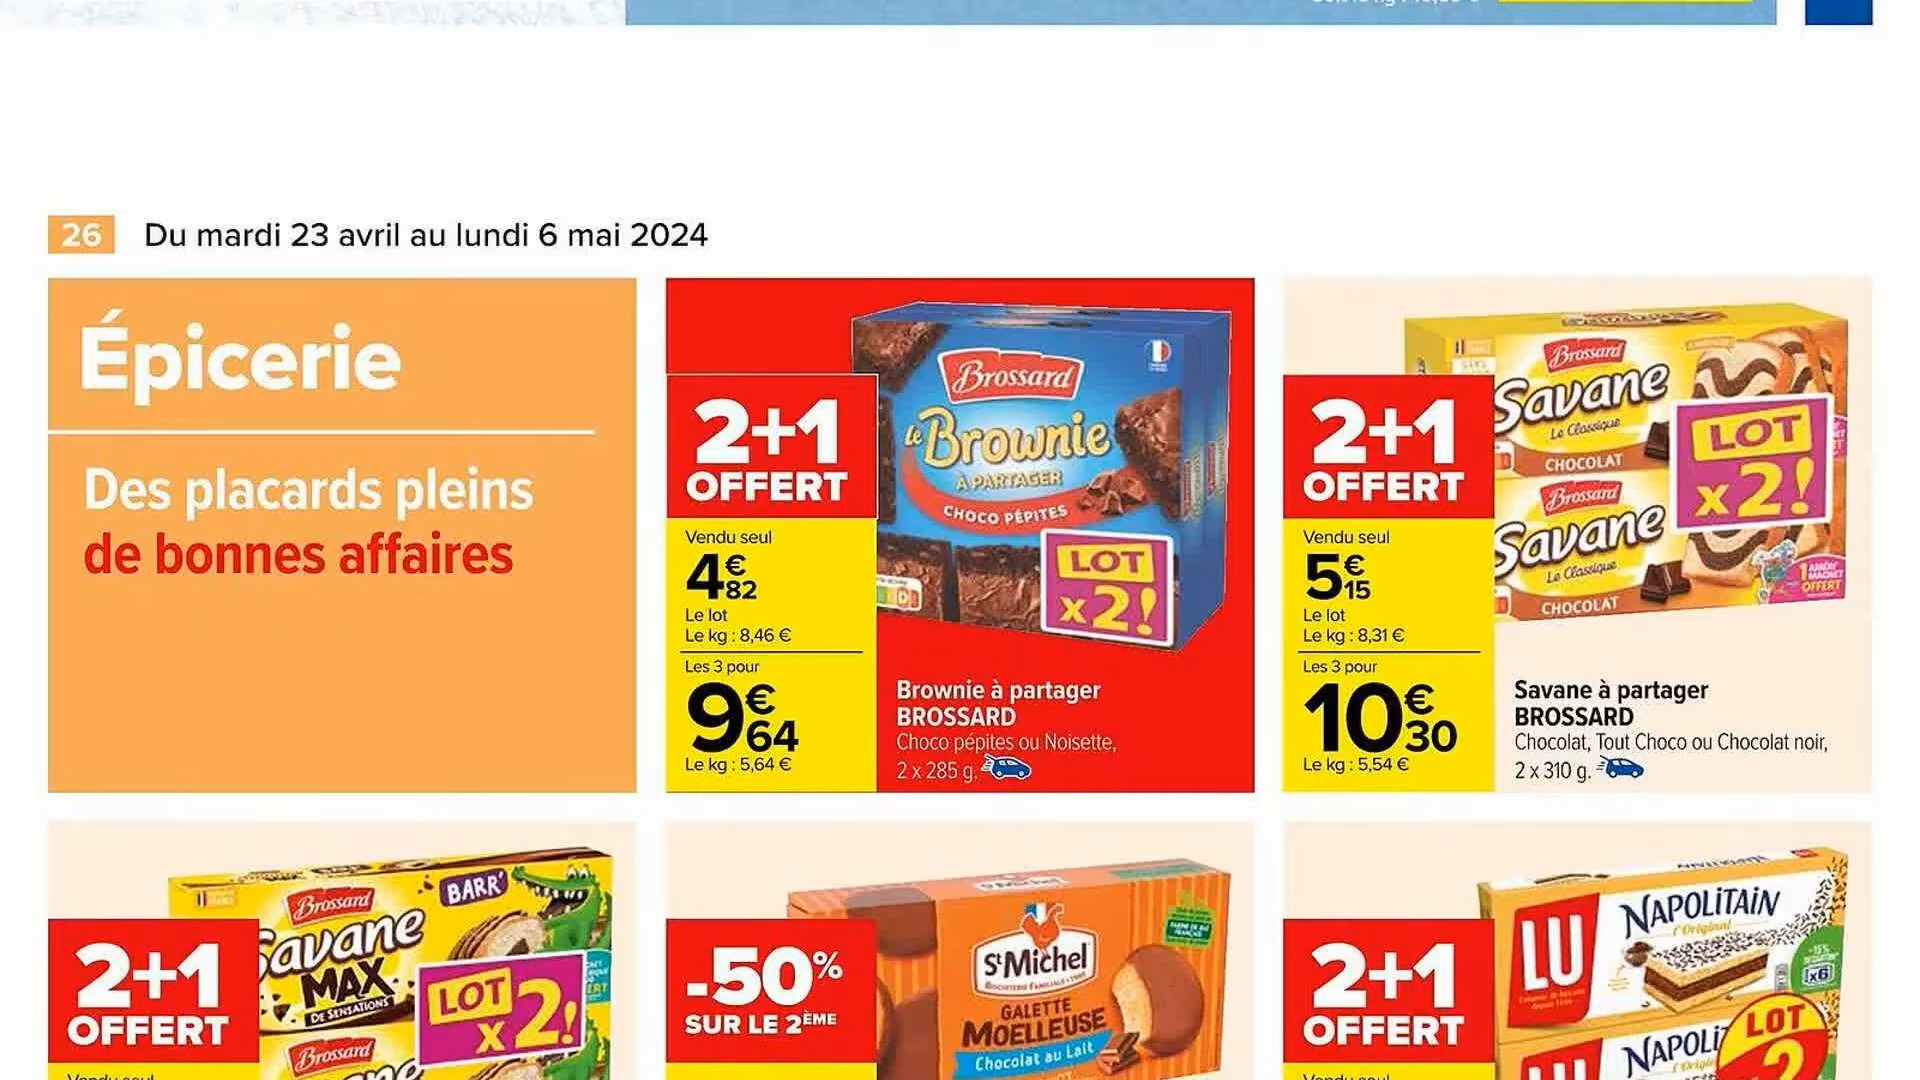 26 Du mardi 23 avril au lundi 6 mai 2024
Épicerie
Des placards pleins
de bonnes affaires
2+1
OFFERT
Vendu seul
4€82
Le lot
Le kg : 8,46 €
Les 3 pour
9€64
Le kg : 5,64 €
Brossard
le Brownie
À PARTAGER
CHOCO PÉPITES
LOT
x2!
Brownie à partager
BROSSARD
Choco pépites ou Noisette,
2 x 285 g.
2+1
OFFERT
Vendu seul
5€15
Le lot
Le kg : 8,31 €
Les 3 pour
10€30
Le kg : 5,54 €
Brossard
Savane
Le Classique
CHOCOLAT
LOT
x2!
Brossard
Savane
Le Classique
CHOCOLAT
OFFERT
Savane à partager
BROSSARD
Chocolat, Tout Choco ou Chocolat noir,
2 x 310 g.
2+1
OFFERT
Brossard
BARR'
Savane
MAX
DE SENSATIONS
LOT
x2!
Brossard
-50%
SUR LE 2ÈME
St Michel
GALETTE
MOELLEUSE
Chocolat au Lait
2+1
OFFERT
LU
NAPOLITAIN
l'Original
x6
LOT